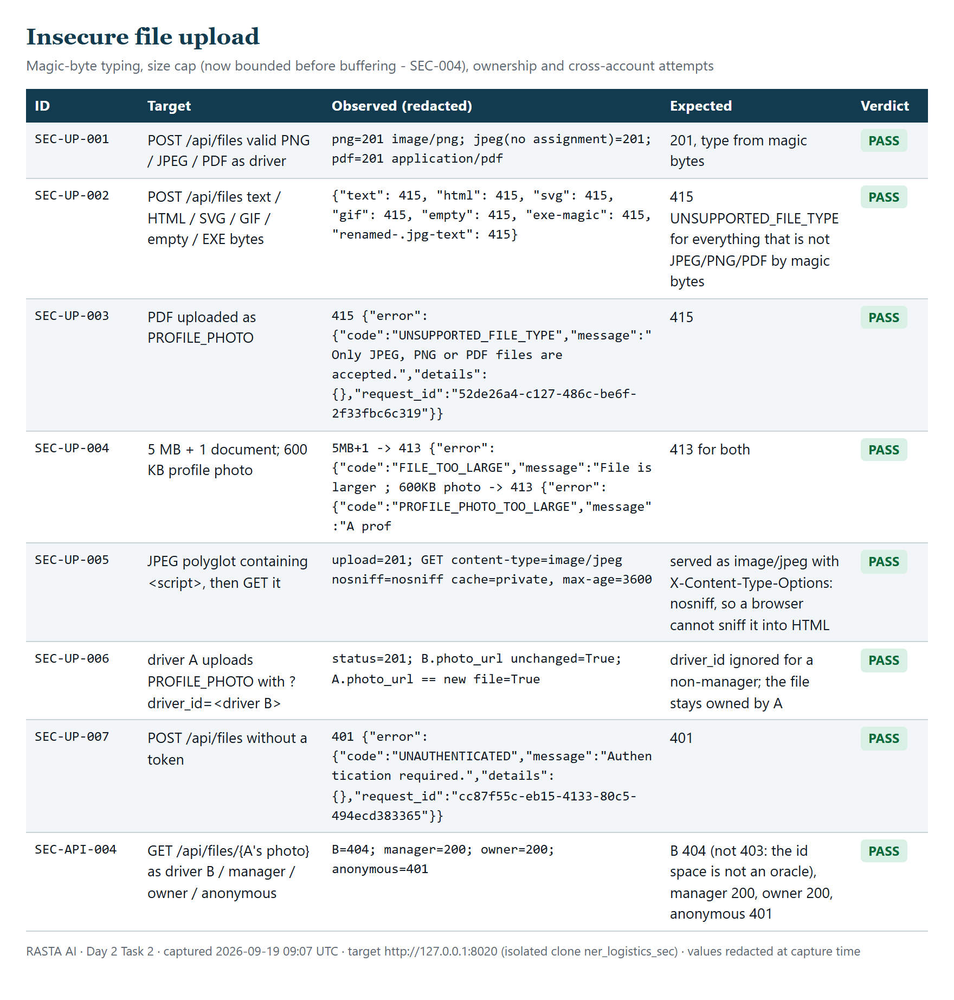 Insecure file upload
Magic-byte typing, size cap (now bounded before buffering - SEC-004), ownership and cross-account attempts
ID Target Observed (redacted) Expected Verdict
SEC-UP-001
POST /api/files valid PNG
/ JPEG / PDF as driver
png=201 image/png; jpeg(no assignment)=201;
pdf=201 application/pdf
201, type from magic
bytes
PASS
SEC-UP-002
POST /api/files text /
HTML / SVG / GIF /
empty / EXE bytes
{"text": 415, "html": 415, "svg": 415,
"gif": 415, "empty": 415, "exe-magic": 415,
"renamed-.jpg-text": 415}
415
UNSUPPORTED_FILE_TYPE
for everything that is not
JPEG/PNG/PDF by magic
bytes
PASS
SEC-UP-003
PDF uploaded as
PROFILE_PHOTO
415 {"error":
{"code":"UNSUPPORTED_FILE_TYPE","message":"
Only JPEG, PNG or PDF files are
accepted.","details":
{},"request_id":"52de26a4-c127-486c-be6f-
2f33fbc6c319"}}
415
PASS
SEC-UP-004
5 MB + 1 document; 600
KB profile photo
5MB+1 -> 413 {"error":
{"code":"FILE_TOO_LARGE","message":"File is
larger ; 600KB photo -> 413 {"error":
{"code":"PROFILE_PHOTO_TOO_LARGE","message"
:"A prof
413 for both
PASS
SEC-UP-005
JPEG polyglot containing
<script>, then GET it
upload=201; GET content-type=image/jpeg
nosniff=nosniff cache=private, max-age=3600
served as image/jpeg with
X-Content-Type-Options:
nosniff, so a browser
cannot sniff it into HTML
PASS
SEC-UP-006
driver A uploads
PROFILE_PHOTO with ?
driver_id=<driver B>
status=201; B.photo_url unchanged=True;
A.photo_url == new file=True
driver_id ignored for a
non-manager; the file
stays owned by A
PASS
SEC-UP-007
POST /api/files without a
token
401 {"error":
{"code":"UNAUTHENTICATED","message":"Authen
tication required.","details":
{},"request_id":"cc87f55c-eb15-4133-80c5-
494ecd383365"}}
401
PASS
SEC-API-004
GET /api/files/{A's photo}
as driver B / manager /
owner / anonymous
B=404; manager=200; owner=200;
anonymous=401
B 404 (not 403: the id
space is not an oracle),
manager 200, owner 200,
anonymous 401
PASS
RASTA AI · Day 2 Task 2 · captured 2026-09-19 09:07 UTC · target http://127.0.0.1:8020 (isolated clone ner_logistics_sec) · values redacted at capture time